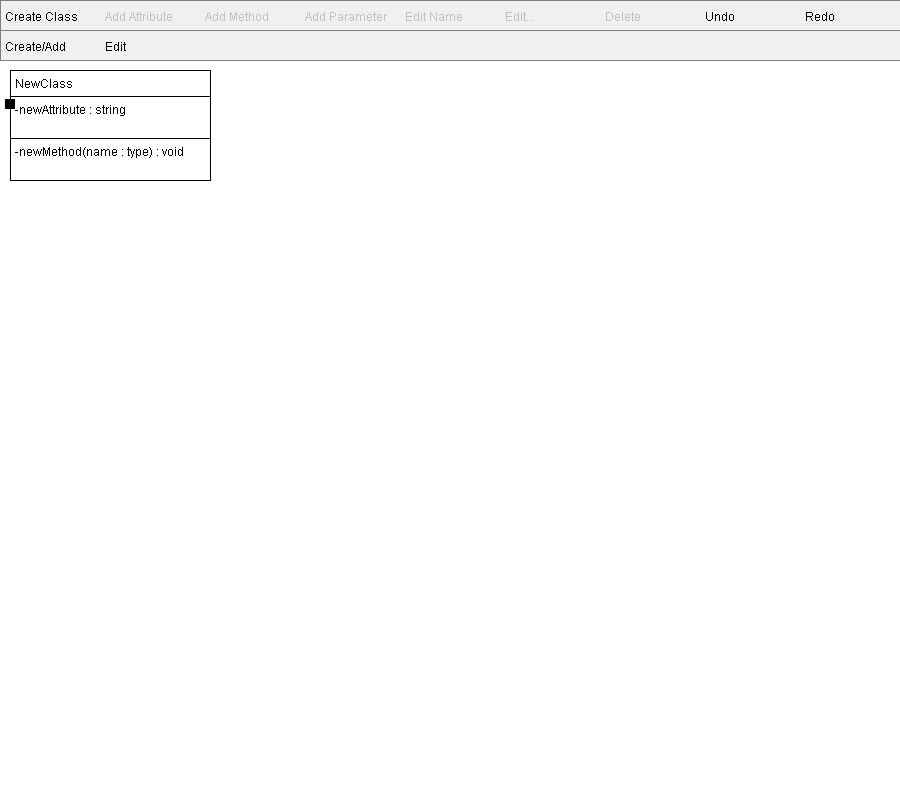 Create Class Add Attribute Add Method Add Parameter Edit Name Edit... Delete Undo Redo
Create/Add Edit
NewClass
-newAttribute : string
-newMethod(name : type) : void